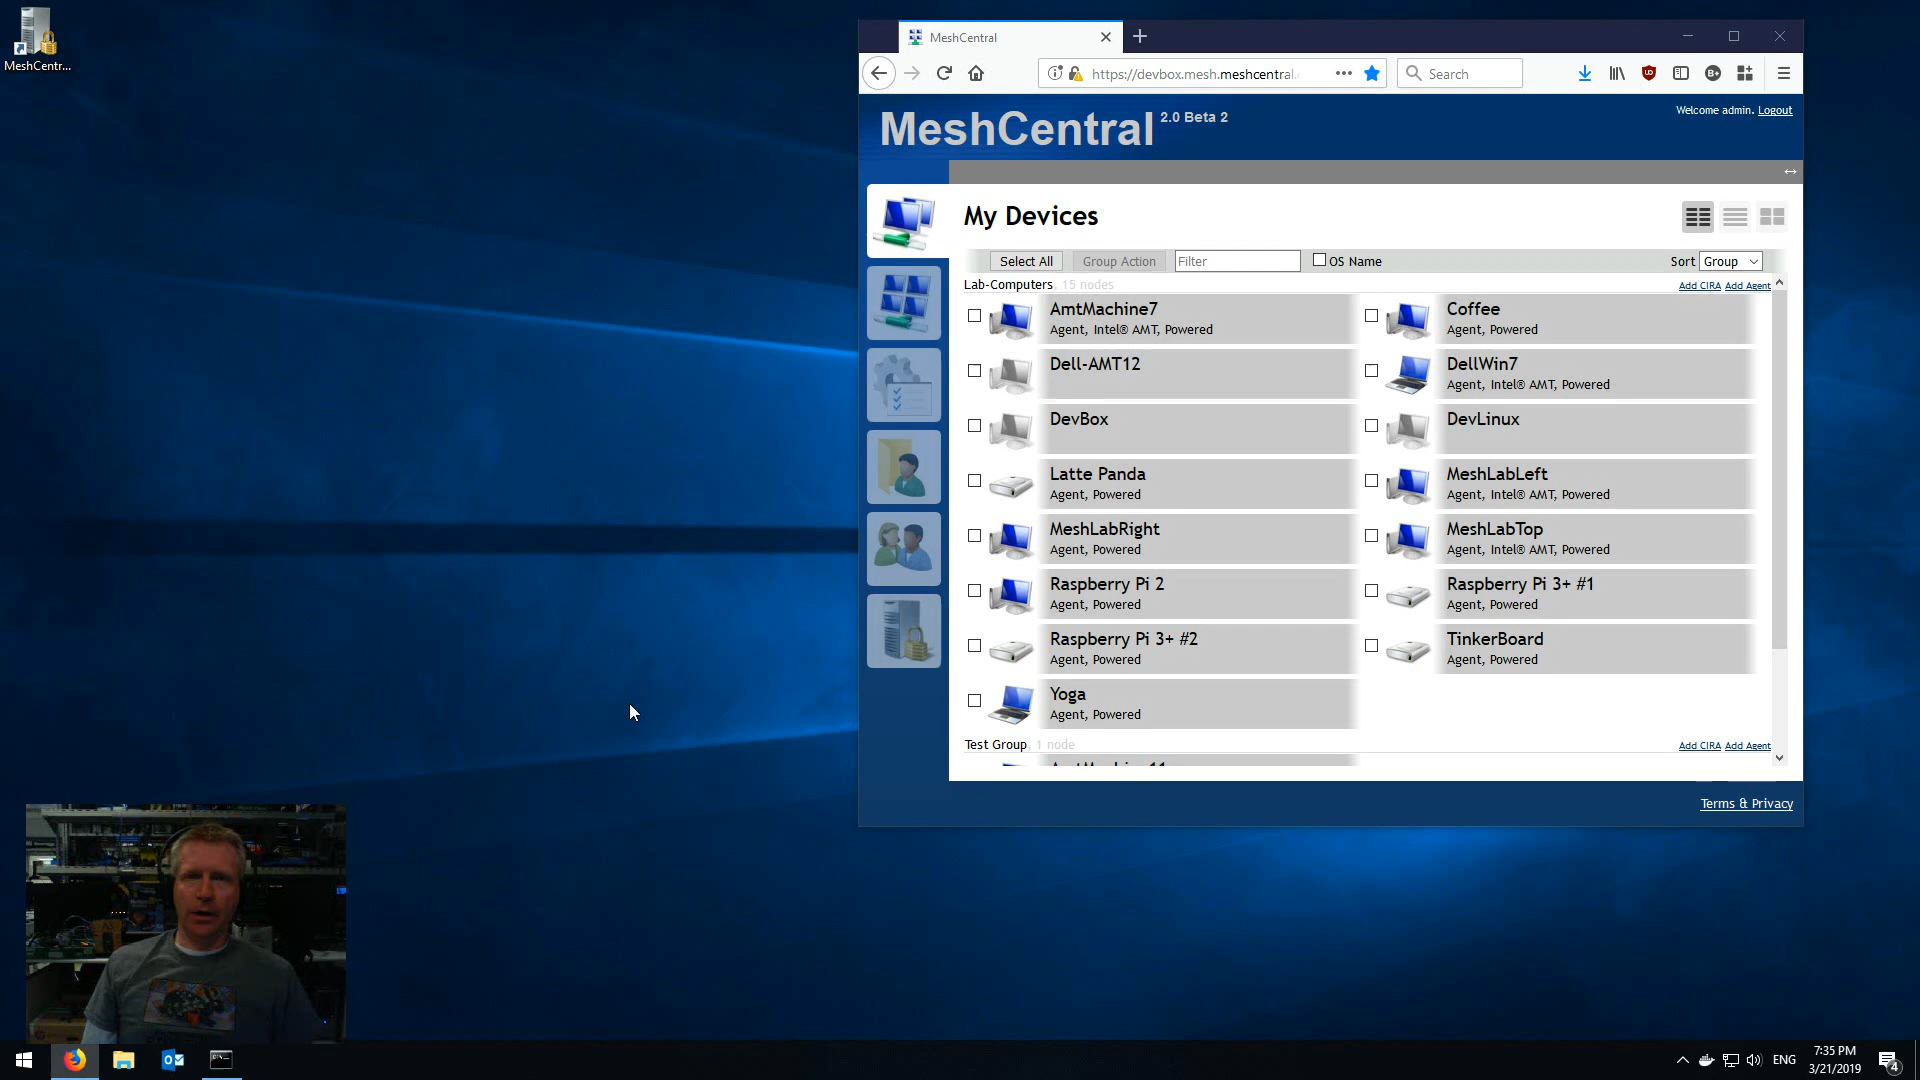 MeshCentr...
MeshCentral
https://devbox.mesh.meshcentral.
Search
MeshCentral 2.0 Beta 2
Welcome admin. Logout
My Devices
Select All
Group Action
Filter
OS Name
Sort Group
Lab-Computers, 15 nodes
Add CIRA Add Agent
AmtMachine7
Agent, Intel® AMT, Powered
Coffee
Agent, Powered
Dell-AMT12
DellWin7
Agent, Intel® AMT, Powered
DevBox
DevLinux
Latte Panda
Agent, Powered
MeshLabLeft
Agent, Intel® AMT, Powered
MeshLabRight
Agent, Powered
MeshLabTop
Agent, Intel® AMT, Powered
Raspberry Pi 2
Agent, Powered
Raspberry Pi 3+ #1
Agent, Powered
Raspberry Pi 3+ #2
Agent, Powered
TinkerBoard
Agent, Powered
Yoga
Agent, Powered
Test Group, 1 node
Add CIRA Add Agent
Terms & Privacy
ENG
7:35 PM
3/21/2019
4